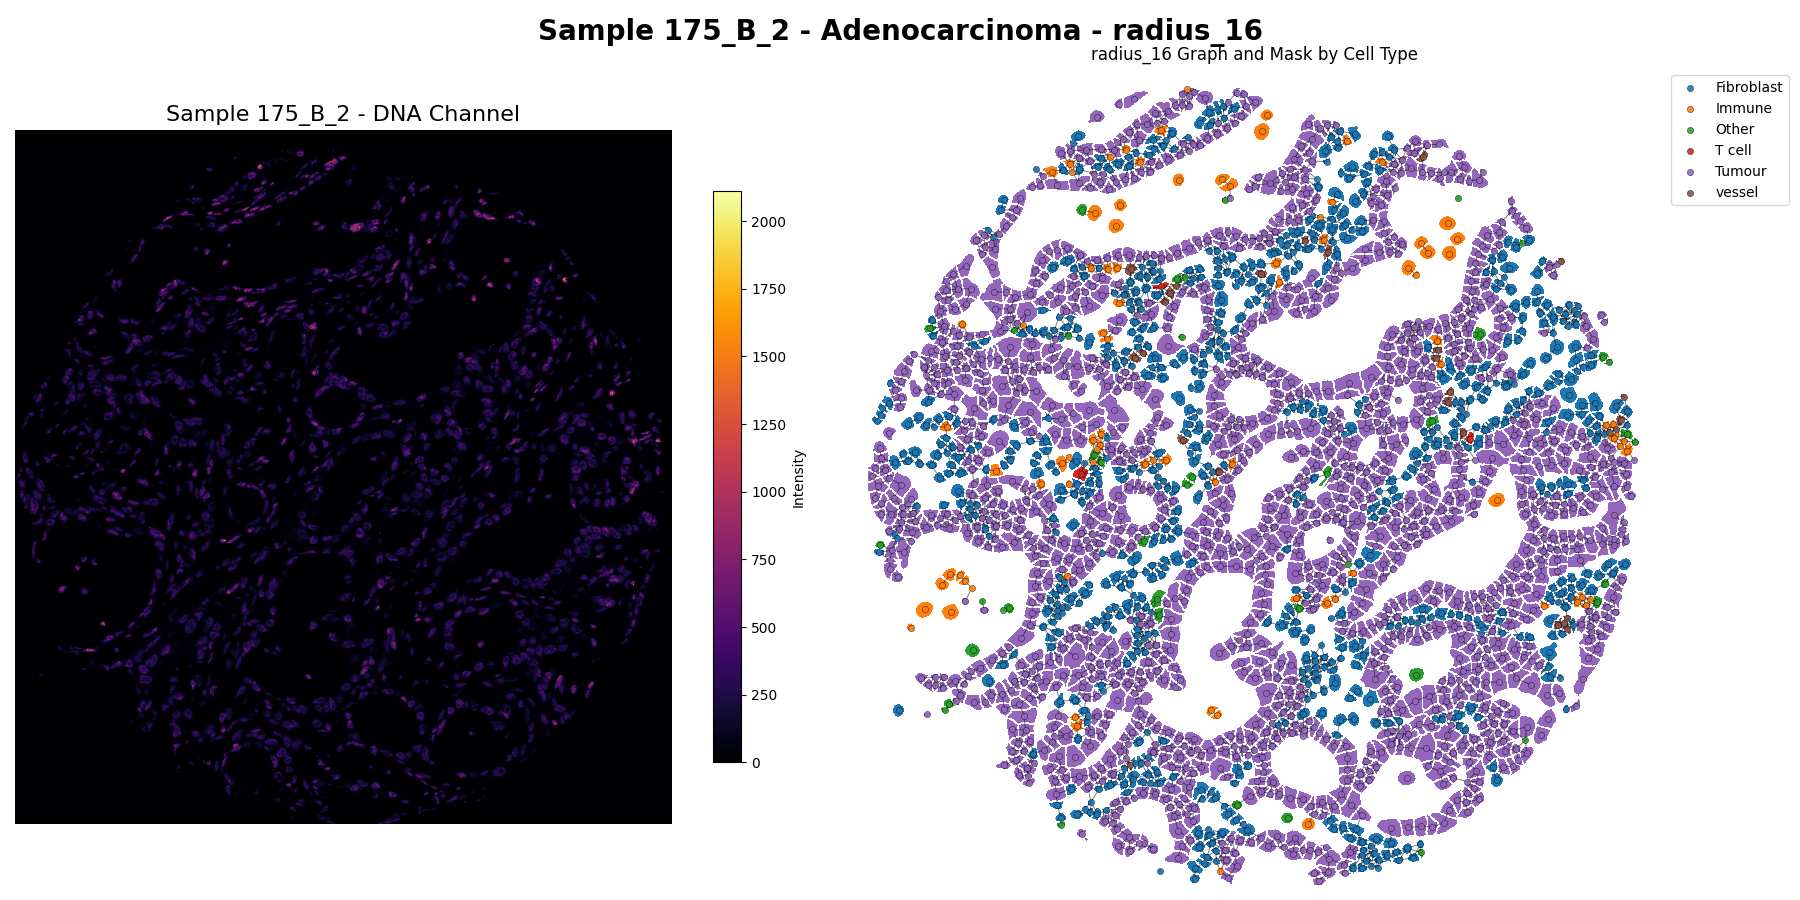 Sample 175_B_2 - Adenocarcinoma - radius_16
radius_16 Graph and Mask by Cell Type
Sample 175_B_2 - DNA Channel
Fibroblast
Immune
Other
T cell
Tumour
vessel
2000
1750
1500
1250
1000
750
500
250
0
Intensity